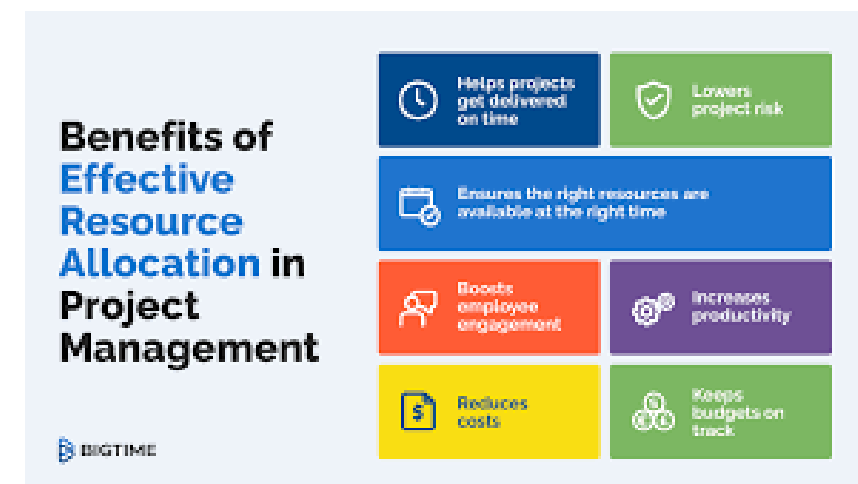 Benefits of
Effective
Resource
Allocation in
Project
Management
BIGTIME
Helps projects
get delivered
on time
Lowers
project risk
Ensures the right resources are
available at the right time
Boosts
employee
engagement
Increases
productivity
$
Reduces
costs
Keeps
budgets on
track